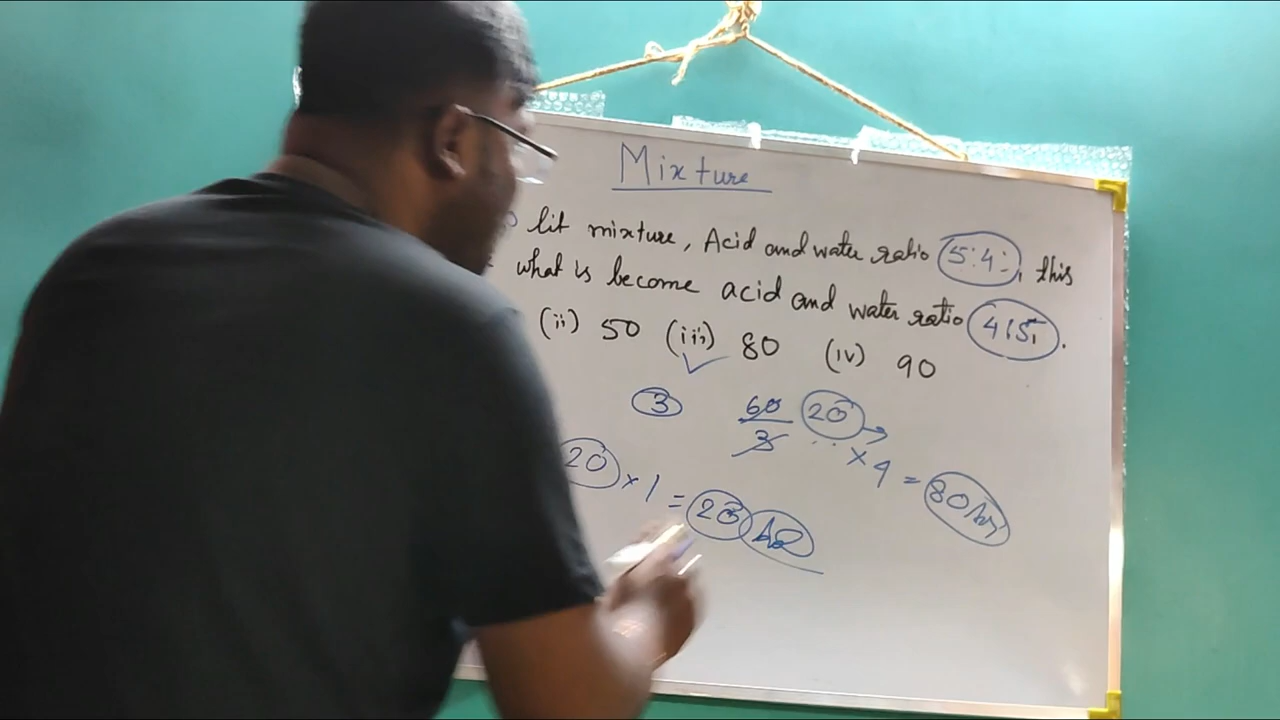 Mixture
lit mixture, Acid and water ratio 5:4:, this
what is become acid and water ratio 4:5,.
(ii) 50 (iii) 80 (iv) 90
3 60 20
3
× 4 = 80
20 × 1 = 20